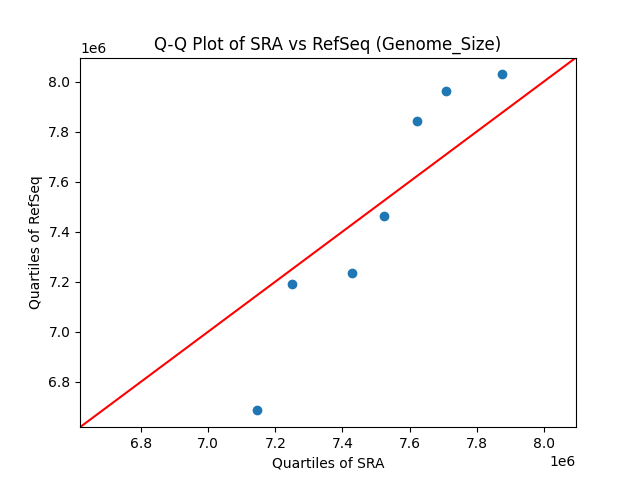 Q-Q Plot of SRA vs RefSeq (Genome_Size)
1e6
8.0
7.8
7.6
7.4
7.2
7.0
6.8
Quartiles of RefSeq
6.8 7.0 7.2 7.4 7.6 7.8 8.0
1e6
Quartiles of SRA